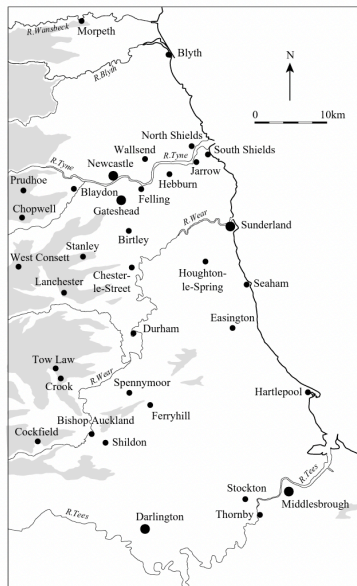 R.Wansbeck
Morpeth
Blyth
R.Blyth
N
0 10km
North Shields
Wallsend
R.Tyne
South Shields
Newcastle
Jarrow
R.Tyne
Prudhoe
Hebburn
Blaydon
Felling
Chopwell
Gateshead
R.Wear
Sunderland
Birtley
Stanley
West Consett
Chester-
le-Street
Houghton-
le-Spring
Lanchester
Seaham
Easington
Durham
Tow Law
R.Wear
Crook
Spennymoor
Hartlepool
Ferryhill
Bishop Auckland
Cockfield
Shildon
R.Tees
Stockton
Thornby
Middlesbrough
R.Tees
Darlington